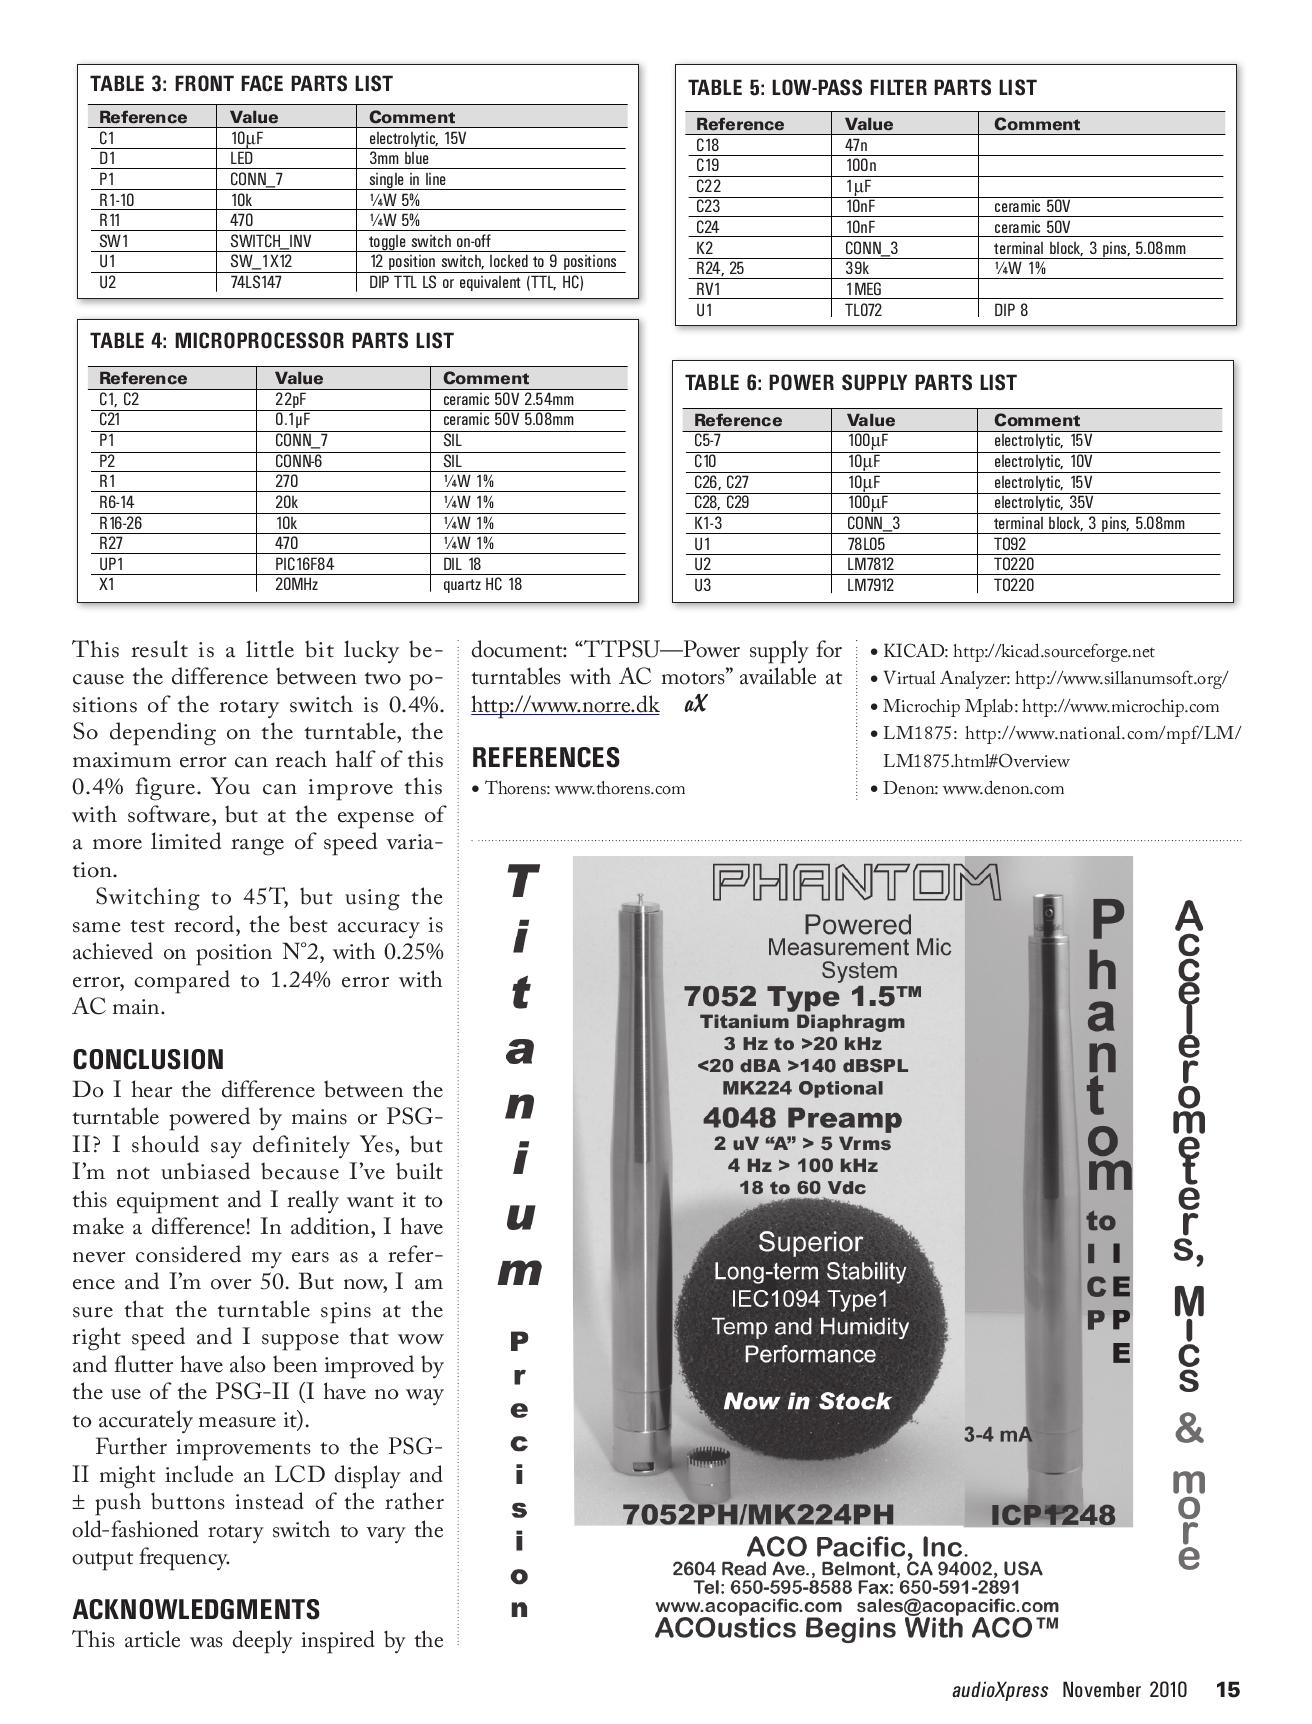 TABLE 3: FRONT FACE PARTS LIST
Reference Value Comment
C1 10µF electrolytic, 15V
D1 LED 3mm blue
P1 CONN_7 single in line
R1-10 10k ¼W 5%
R11 470 ¼W 5%
SW1 SWITCH_INV toggle switch on-off
U1 SW_1X12 12 position switch, locked to 9 positions
U2 74LS147 DIP TTL LS or equivalent (TTL, HC)
TABLE 4: MICROPROCESSOR PARTS LIST
Reference Value Comment
C1, C2 22pF ceramic 50V 2.54mm
C21 0.1µF ceramic 50V 5.08mm
P1 CONN_7 SIL
P2 CONN-6 SIL
R1 270 ¼W 1%
R6-14 20k ¼W 1%
R16-26 10k ¼W 1%
R27 470 ¼W 1%
UP1 PIC16F84 DIL 18
X1 20MHz quartz HC 18
TABLE 5: LOW-PASS FILTER PARTS LIST
Reference Value Comment
C18 47n
C19 100n
C22 1µF
C23 10nF ceramic 50V
C24 10nF ceramic 50V
K2 CONN_3 terminal block, 3 pins, 5.08mm
R24, 25 39k ¼W 1%
RV1 1MEG
U1 TL072 DIP 8
TABLE 6: POWER SUPPLY PARTS LIST
Reference Value Comment
C5-7 100µF electrolytic, 15V
C10 10µF electrolytic, 10V
C26, C27 10µF electrolytic, 15V
C28, C29 100µF electrolytic, 35V
K1-3 CONN_3 terminal block, 3 pins, 5.08mm
U1 78L05 TO92
U2 LM7812 TO220
U3 LM7912 TO220
This result is a little bit lucky be-
cause the difference between two po-
sitions of the rotary switch is 0.4%.
So depending on the turntable, the
maximum error can reach half of this
0.4% figure. You can improve this
with software, but at the expense of
a more limited range of speed varia-
tion.
Switching to 45T, but using the
same test record, the best accuracy is
achieved on position N°2, with 0.25%
error, compared to 1.24% error with
AC main.
CONCLUSION
Do I hear the difference between the
turntable powered by mains or PSG-
II? I should say definitely Yes, but
I'm not unbiased because I've built
this equipment and I really want it to
make a difference! In addition, I have
never considered my ears as a refer-
ence and I'm over 50. But now, I am
sure that the turntable spins at the
right speed and I suppose that wow
and flutter have also been improved by
the use of the PSG-II (I have no way
to accurately measure it).
Further improvements to the PSG-
II might include an LCD display and
± push buttons instead of the rather
old-fashioned rotary switch to vary the
output frequency.
ACKNOWLEDGMENTS
This article was deeply inspired by the
document: “TTPSU—Power supply for
turntables with AC motors” available at
http://www.norre.dk aX
REFERENCES
• Thorens: www.thorens.com
• KICAD: http://kicad.sourceforge.net
• Virtual Analyzer: http://www.sillanumsoft.org/
• Microchip Mplab: http://www.microchip.com
• LM1875: http://www.national.com/mpf/LM/
LM1875.html#Overview
• Denon: www.denon.com
Titanium Precision
PHANTOM
Powered
Measurement Mic
System
7052 Type 1.5™
Titanium Diaphragm
3 Hz to >20 kHz
<20 dBA >140 dBSPL
MK224 Optional
4048 Preamp
2 uV “A” > 5 Vrms
4 Hz > 100 kHz
18 to 60 Vdc
Superior
Long-term Stability
IEC1094 Type1
Temp and Humidity
Performance
Now in Stock
7052PH/MK224PH
Phantom
to
ICP IEPE
3-4 mA
ICP1248
Accelerometers, Mics & more
ACO Pacific, Inc.
2604 Read Ave., Belmont, CA 94002, USA
Tel: 650-595-8588 Fax: 650-591-2891
www.acopacific.com sales@acopacific.com
ACOustics Begins With ACO™
audioXpress November 2010 15